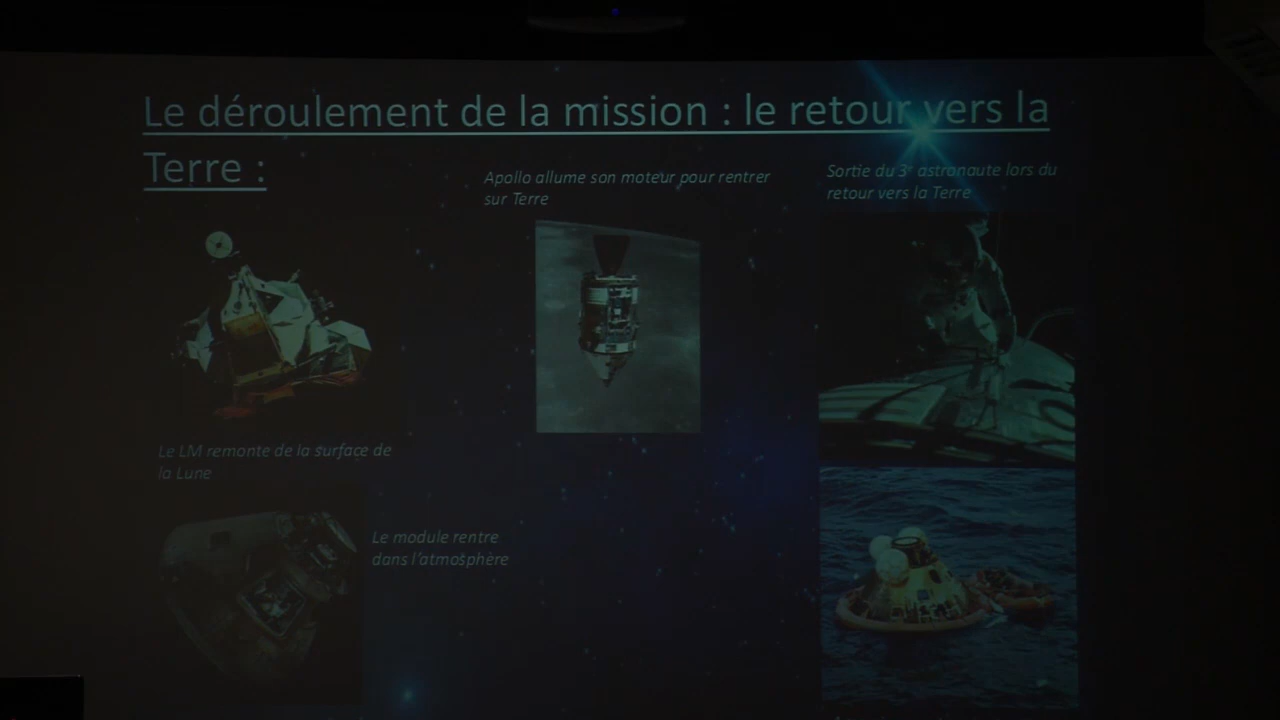 Le déroulement de la mission : le retour vers la
Terre :
Apollo allume son moteur pour rentrer
sur Terre
Sortie du 3e astronaute lors du
retour vers la Terre
Le LM remonte de la surface de
la Lune
Le module rentre
dans l'atmosphère